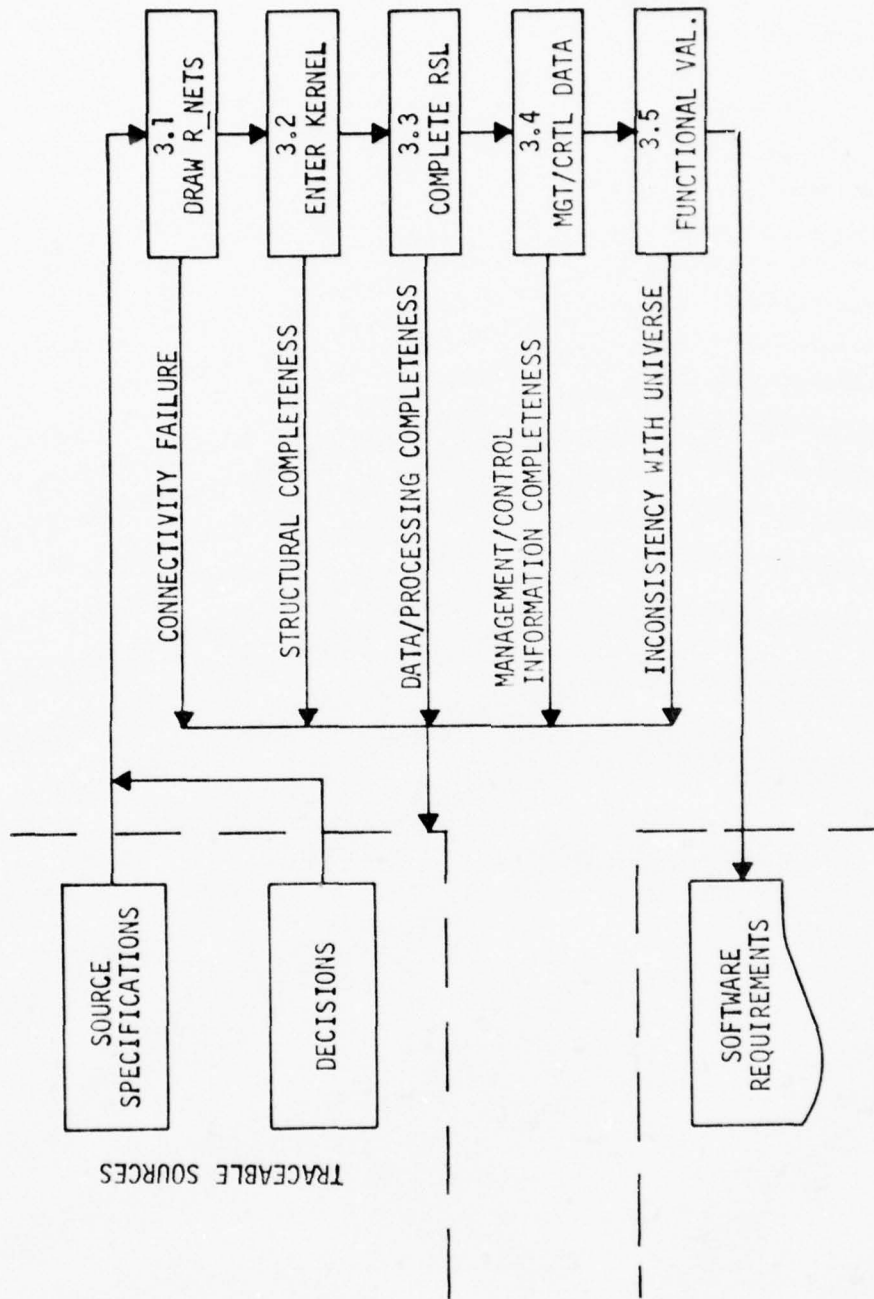 TRACEABLE SOURCES
SOURCE
SPECIFICATIONS
DECISIONS
SOFTWARE
REQUIREMENTS
CONNECTIVITY FAILURE
STRUCTURAL COMPLETENESS
DATA/PROCESSING COMPLETENESS
MANAGEMENT/CONTROL
INFORMATION COMPLETENESS
INCONSISTENCY WITH UNIVERSE
3.1
DRAW R_NETS
3.2
ENTER KERNEL
3.3
COMPLETE RSL
3.4
MGT/CRTL DATA
3.5
FUNCTIONAL VAL.